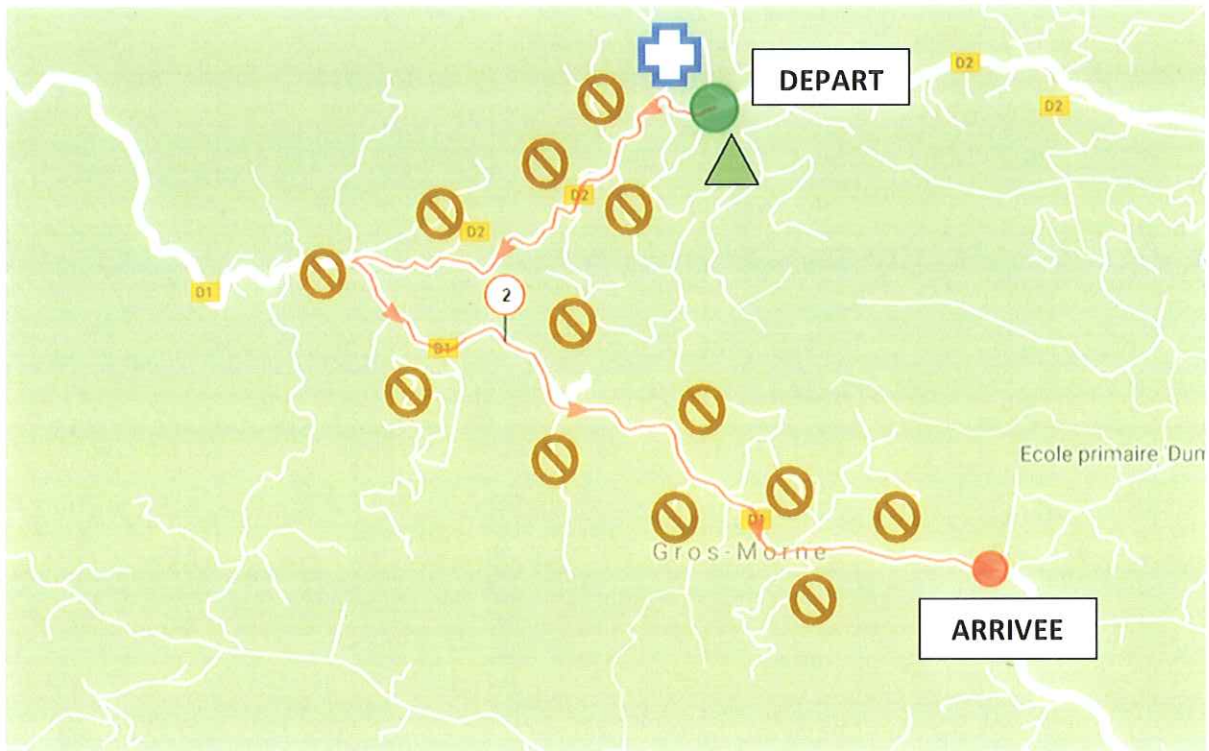 DEPART
D2
D2
D2
D2
D1
2
D1
Ecole primaire Dum
D1
Gros-Morne
ARRIVEE